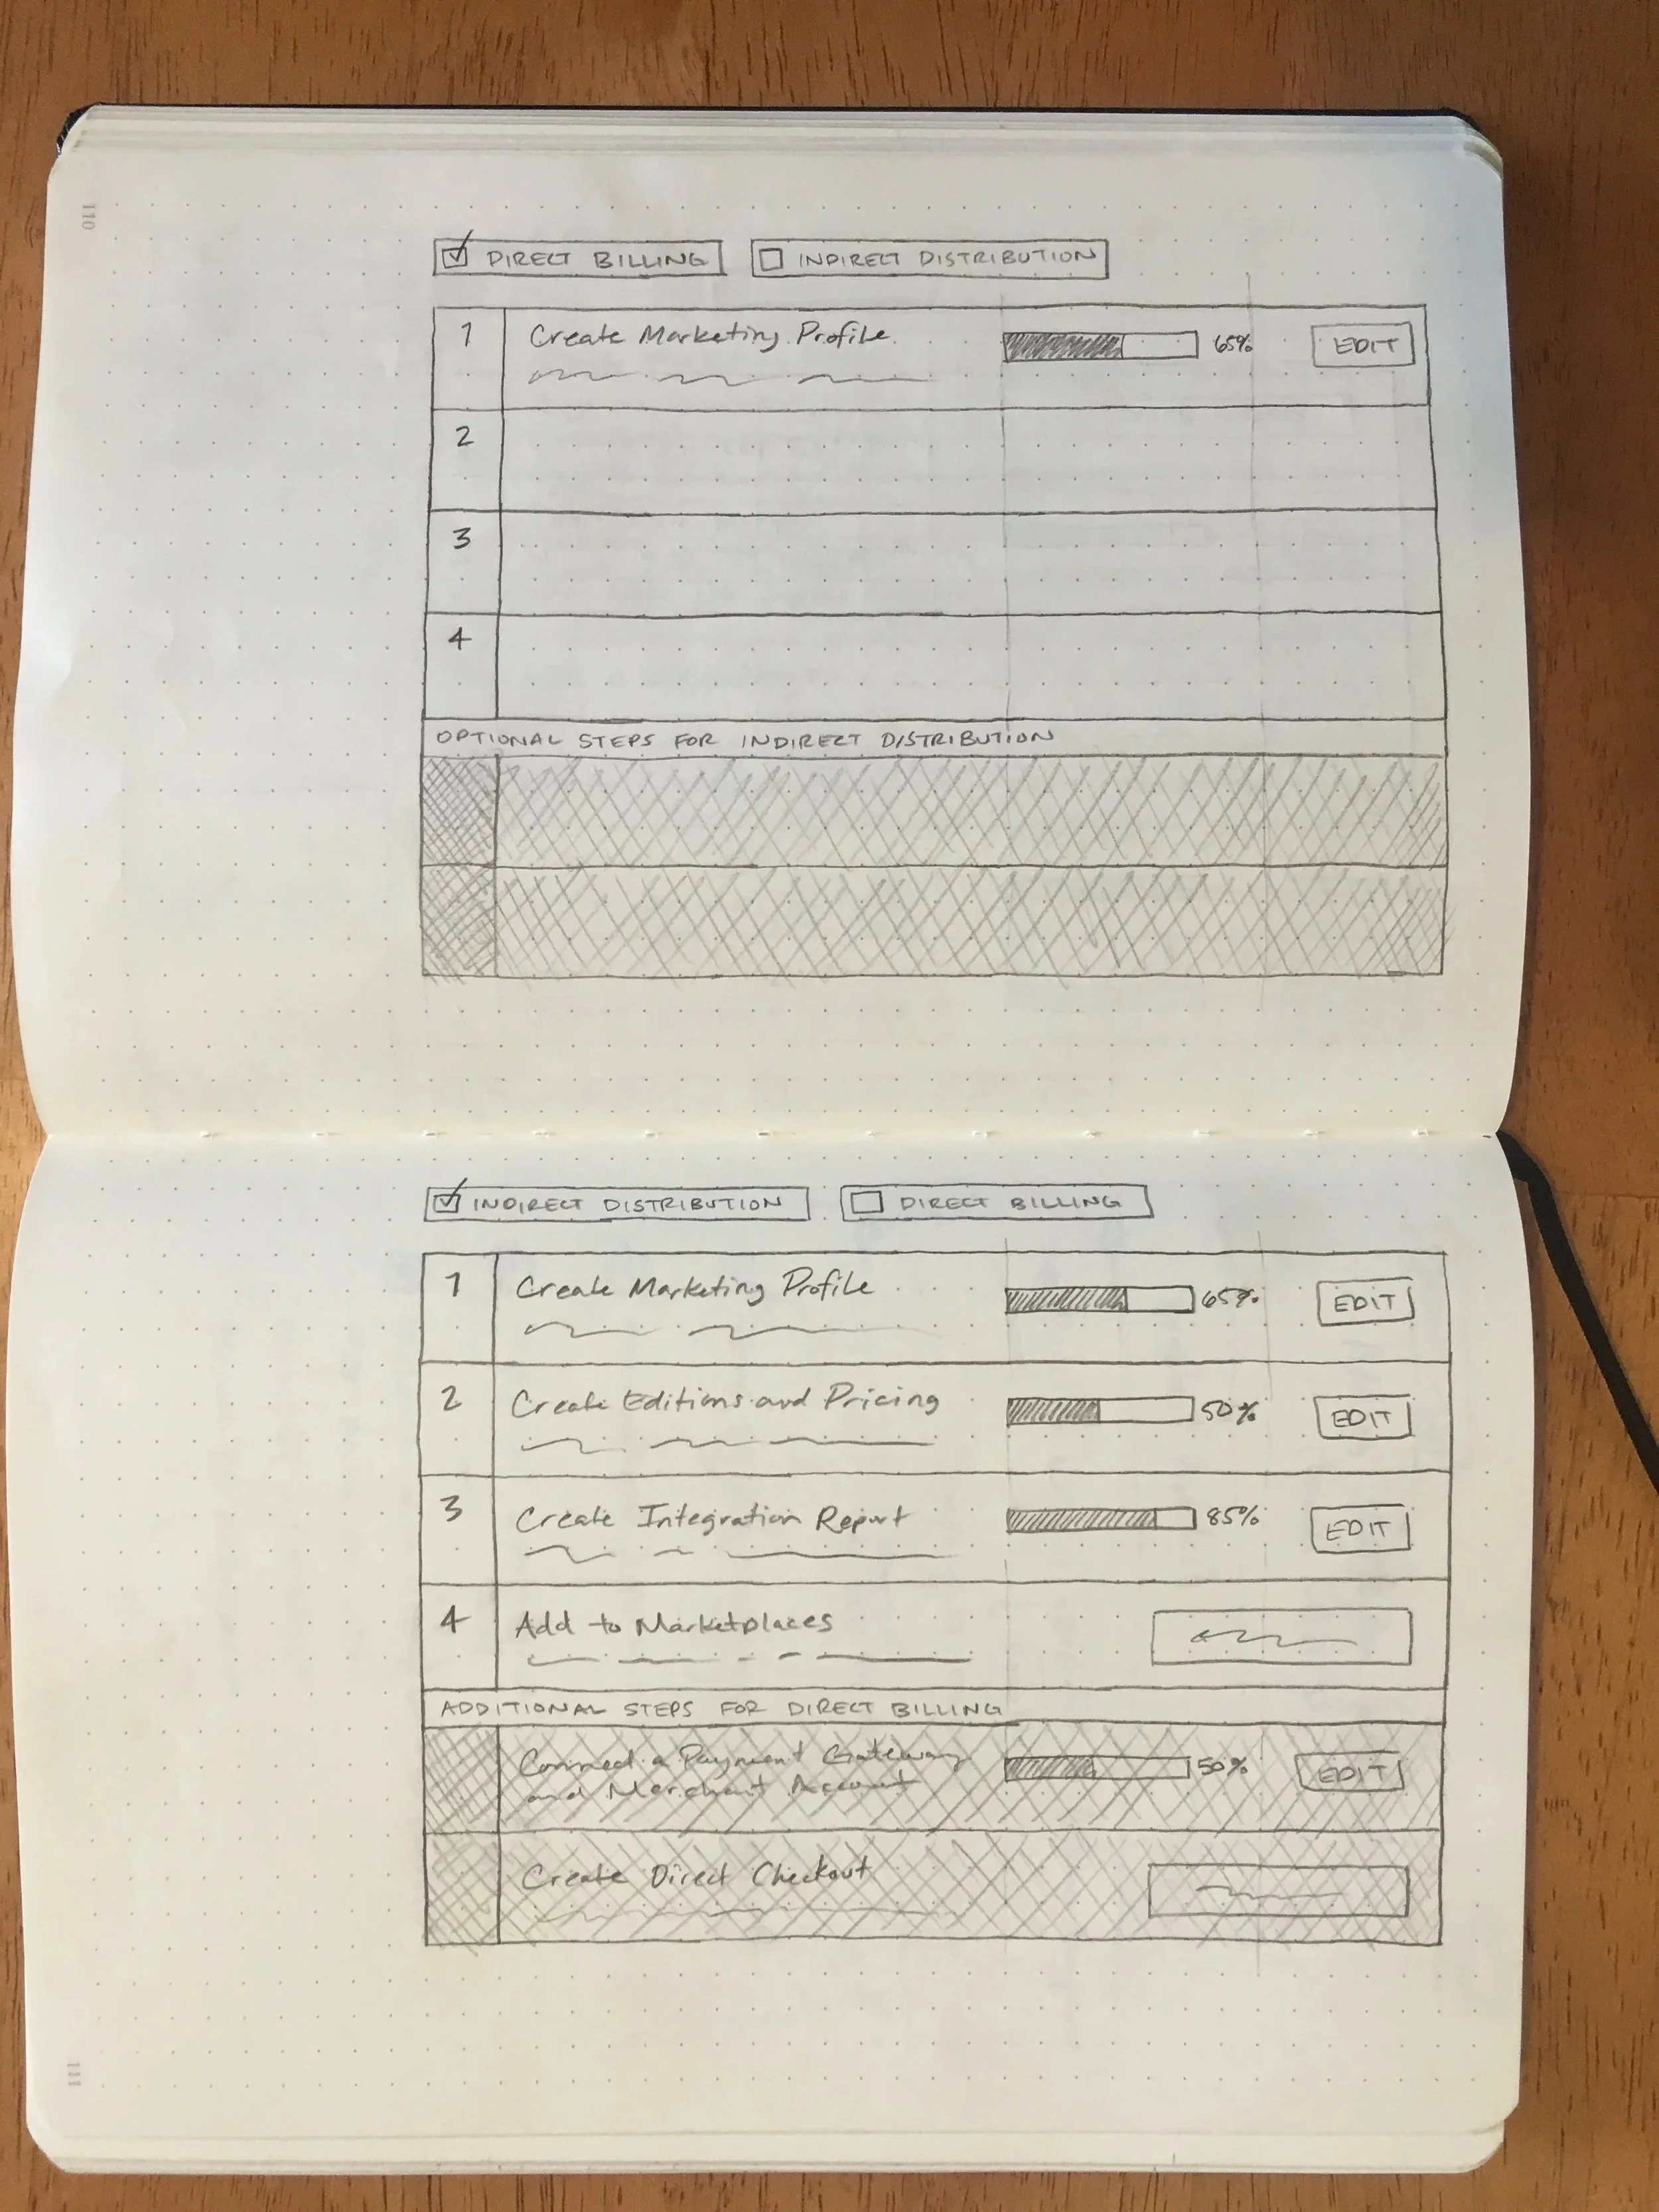 110
DIRECT BILLING
INDIRECT DISTRIBUTION
1 Create Marketing Profile 65% EDIT
2
3
4
OPTIONAL STEPS FOR INDIRECT DISTRIBUTION
INDIRECT DISTRIBUTION
DIRECT BILLING
1 Create Marketing Profile 65% EDIT
2 Create Editions and Pricing 50% EDIT
3 Create Integration Report 85% EDIT
4 Add to Marketplaces
ADDITIONAL STEPS FOR DIRECT BILLING
Connect a Payment Gateway 50% EDIT
and Merchant Account
Create Direct Checkout
111